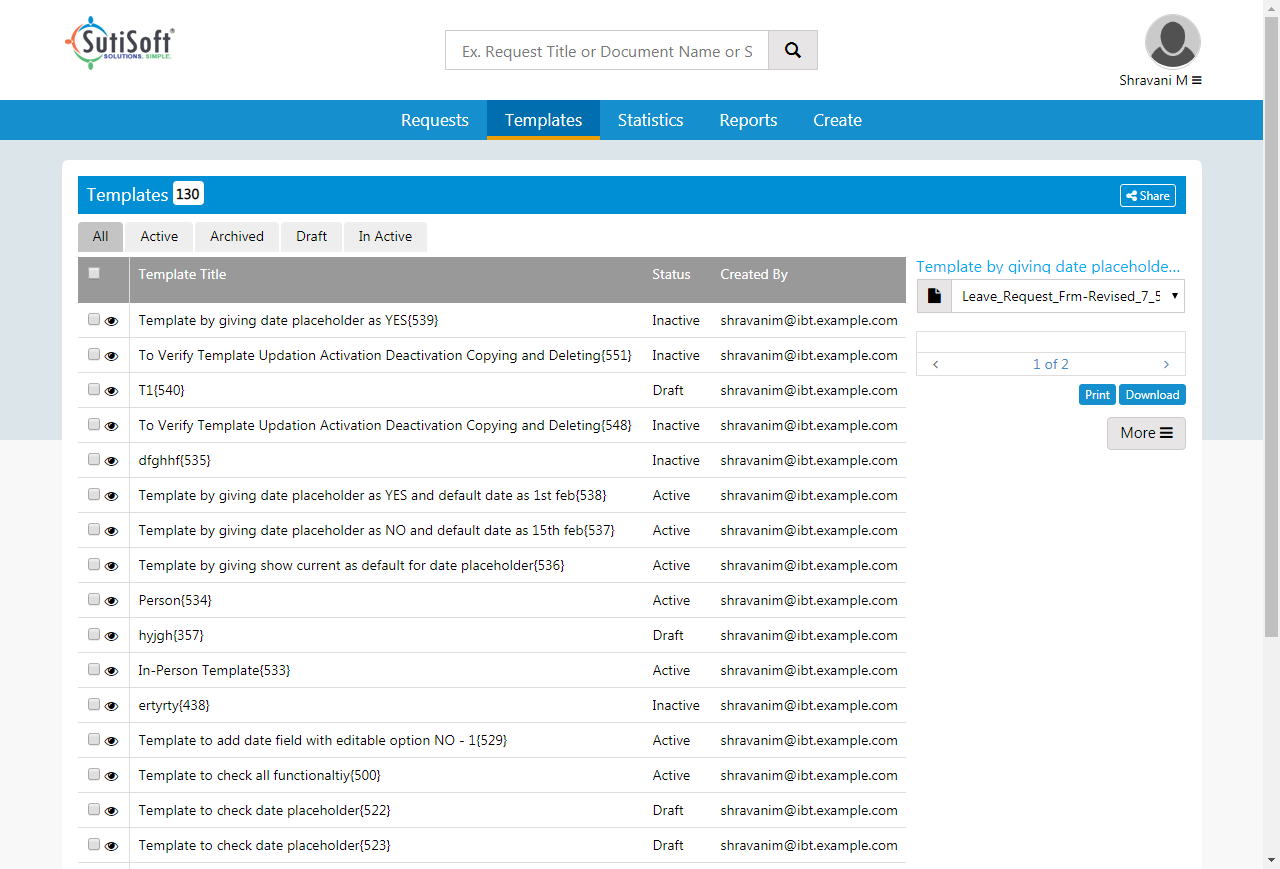 SutiSoft®
SOLUTIONS. SIMPLE.
Ex. Request Title or Document Name or S
Shravani M
Requests Templates Statistics Reports Create
Templates 130
Share
All Active Archived Draft In Active
Template Title Status Created By
Template by giving date placeholder as YES{539} Inactive shravanim@ibt.example.com
To Verify Template Updation Activation Deactivation Copying and Deleting{551} Inactive shravanim@ibt.example.com
T1{540} Draft shravanim@ibt.example.com
To Verify Template Updation Activation Deactivation Copying and Deleting{548} Inactive shravanim@ibt.example.com
dfghhf{535} Inactive shravanim@ibt.example.com
Template by giving date placeholder as YES and default date as 1st feb{538} Active shravanim@ibt.example.com
Template by giving date placeholder as NO and default date as 15th feb{537} Active shravanim@ibt.example.com
Template by giving show current as default for date placeholder{536} Active shravanim@ibt.example.com
Person{534} Active shravanim@ibt.example.com
hyjgh{357} Draft shravanim@ibt.example.com
In-Person Template{533} Active shravanim@ibt.example.com
ertyrty{438} Inactive shravanim@ibt.example.com
Template to add date field with editable option NO - 1{529} Active shravanim@ibt.example.com
Template to check all functionaltiy{500} Active shravanim@ibt.example.com
Template to check date placeholder{522} Draft shravanim@ibt.example.com
Template to check date placeholder{523} Draft shravanim@ibt.example.com
Template by giving date placeholde...
Leave_Request_Frm-Revised_7_5
1 of 2
Print Download
More